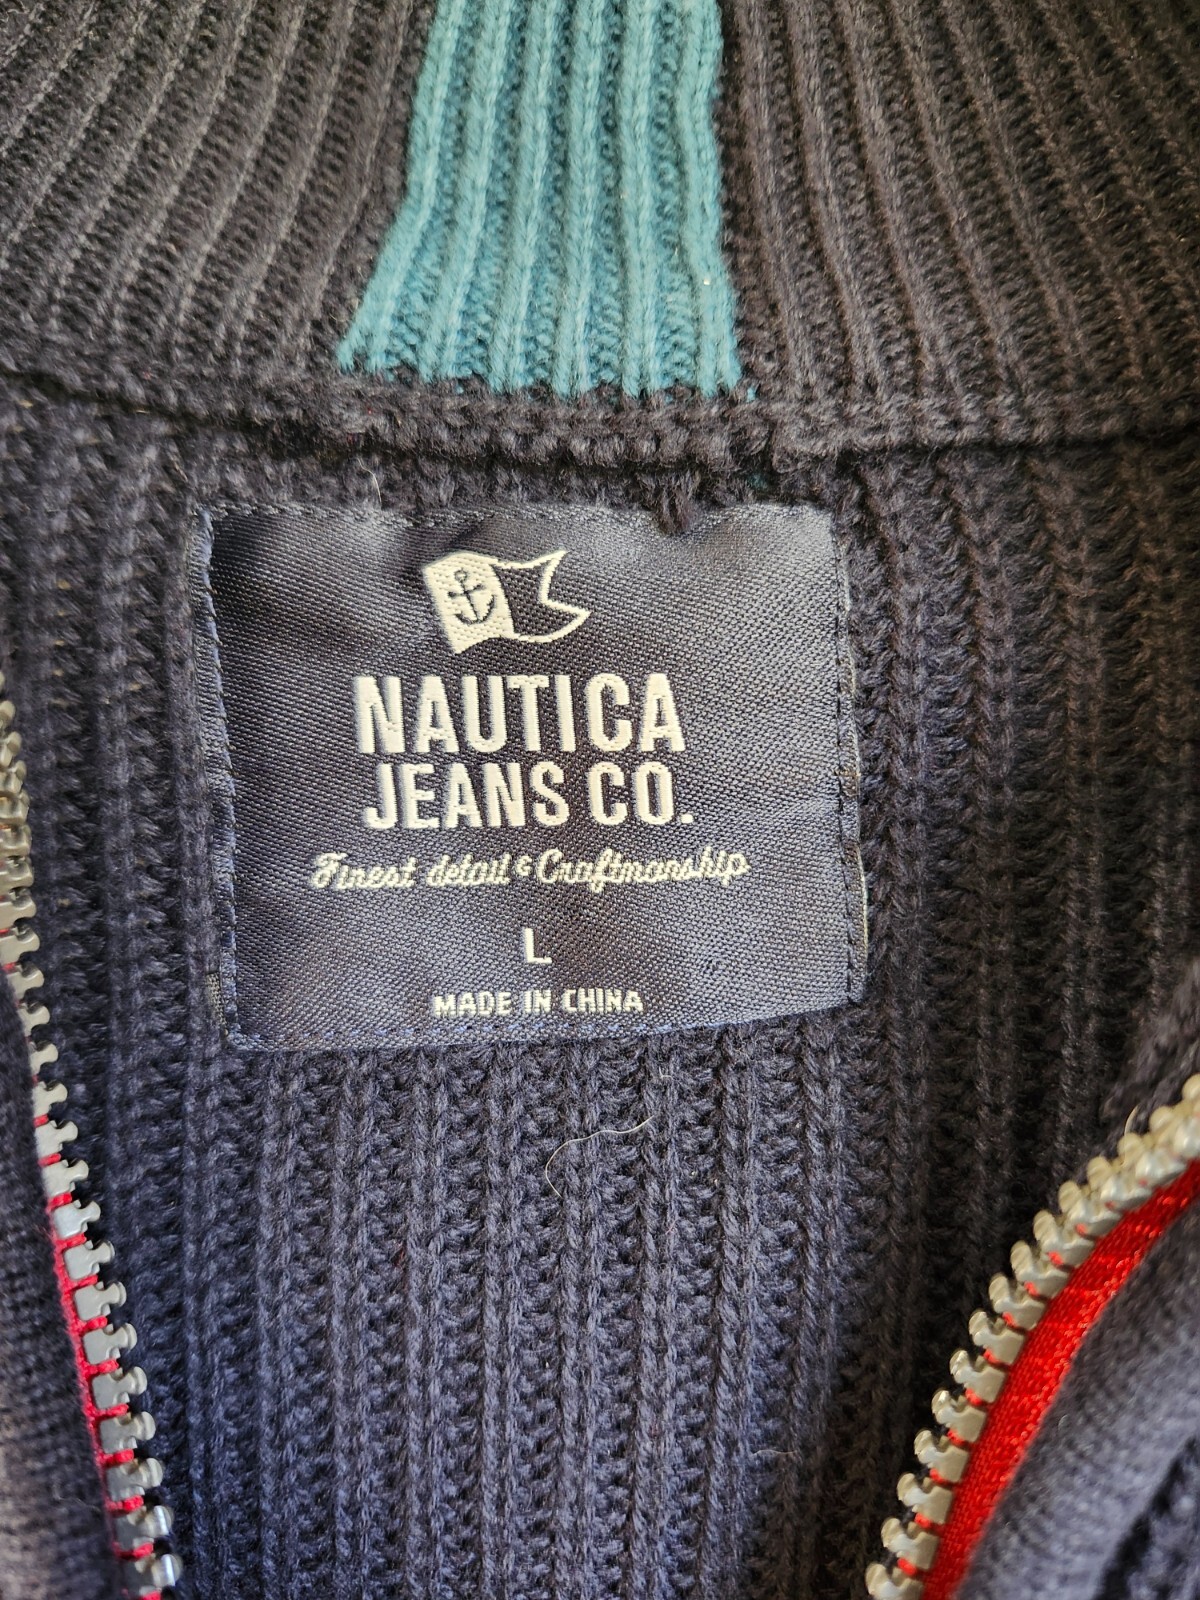 NAUTICA
JEANS CO.
Finest detail & Craftmanship
L
MADE IN CHINA